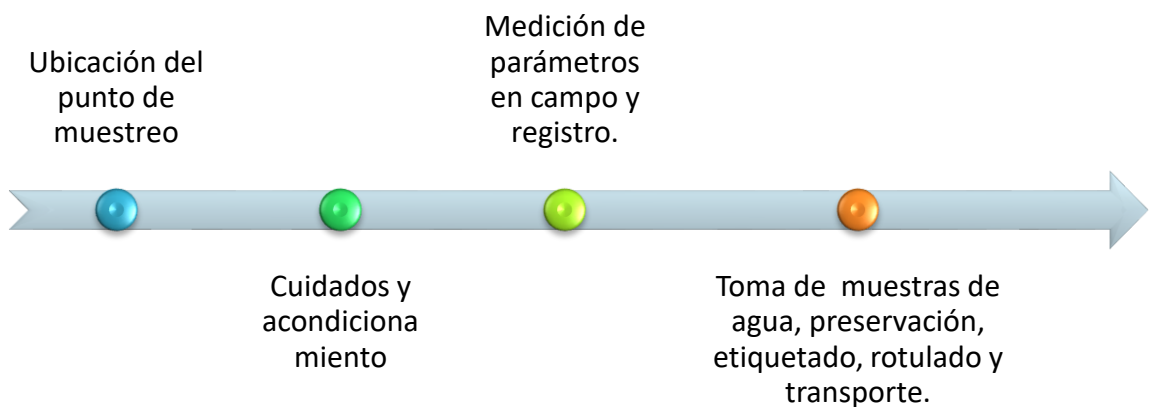 Ubicación del
punto de
muestreo
Cuidados y
acondiciona
miento
Medición de
parámetros
en campo y
registro.
Toma de  muestras de
agua, preservación,
etiquetado, rotulado y
transporte.